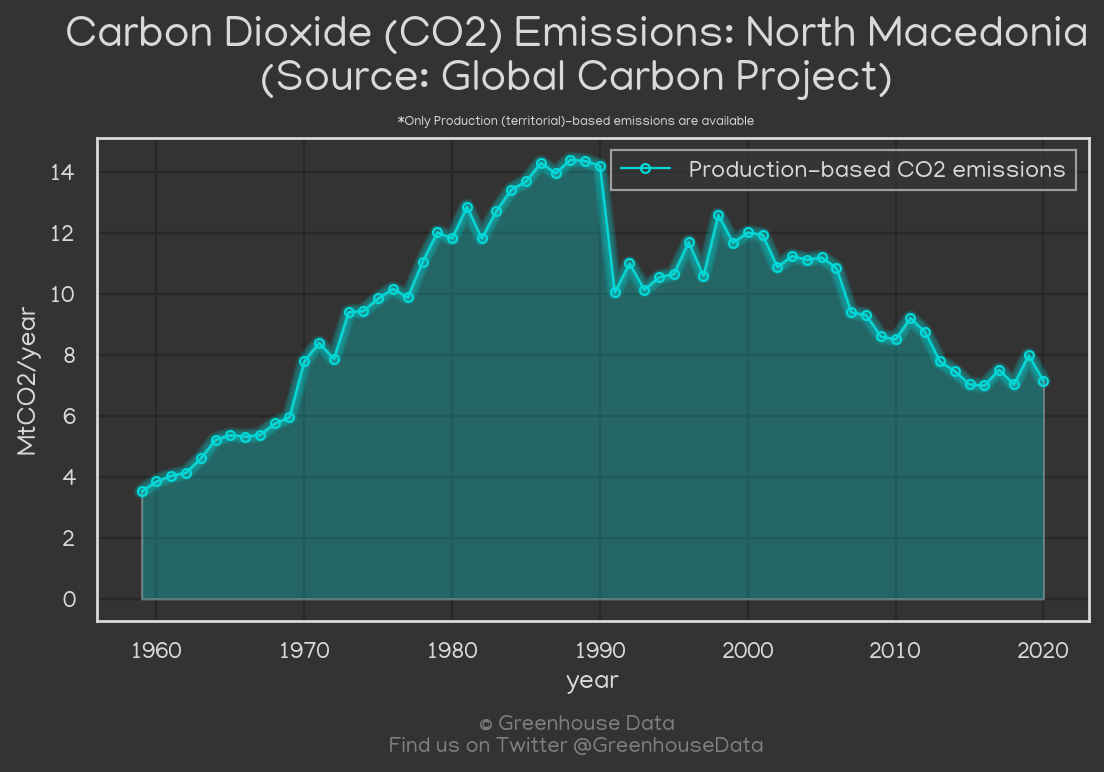 Carbon Dioxide (CO2) Emissions: North Macedonia
(Source: Global Carbon Project)
*Only Production (territorial)-based emissions are available
Production-based CO2 emissions
MtCO2/year
14
12
10
8
6
4
2
0
1960 1970 1980 1990 2000 2010 2020
year
© Greenhouse Data
Find us on Twitter @GreenhouseData